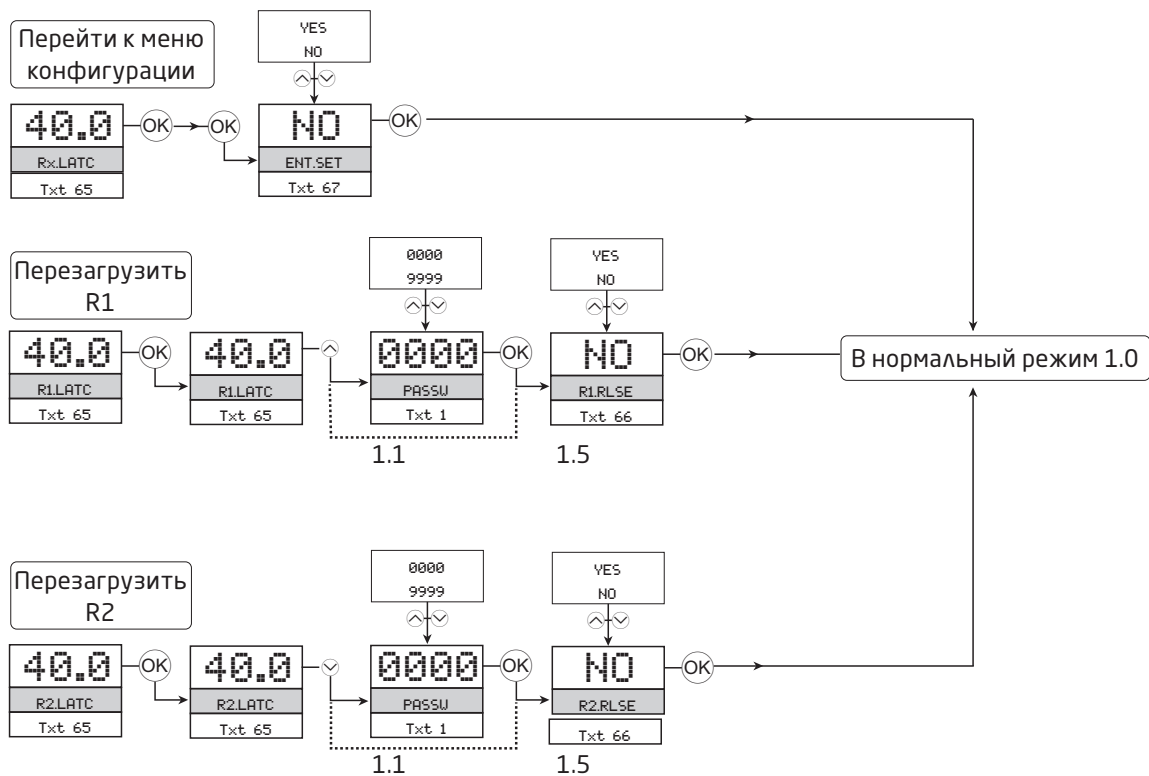 Перейти к меню
конфигурации
YES
NO
40.0
OK
OK
NO
OK
Rx.LATC
ENT.SET
Txt 65
Txt 67
Перезагрузить
R1
0000
9999
YES
NO
40.0
OK
40.0
0000
OK
NO
OK
R1.LATC
R1.LATC
PASSW
R1.RLSE
Txt 65
Txt 65
Txt 1
Txt 66
1.1
1.5
В нормальный режим 1.0
Перезагрузить
R2
0000
9999
YES
NO
40.0
OK
40.0
0000
OK
NO
OK
R2.LATC
R2.LATC
PASSW
R2.RLSE
Txt 65
Txt 65
Txt 1
Txt 66
1.1
1.5